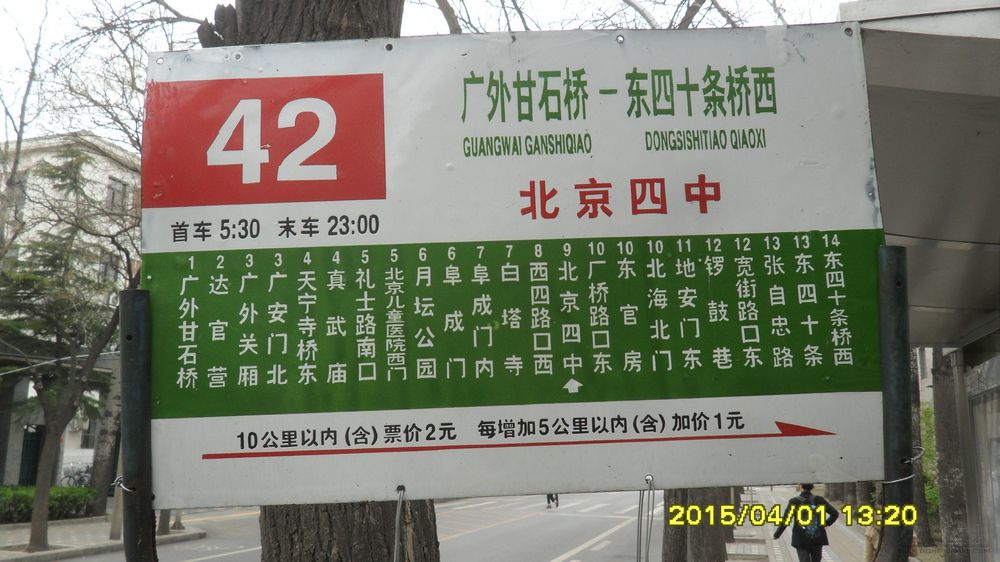 42
广外甘石桥－东四十条桥西
GUANGWAI GANSHIQIAO DONGSISHITIAO QIAOXI
北京四中
首车 5:30 末车 23:00
1 广外甘石桥
2 达官营
3 广外关厢
3 广安门北
4 天宁寺桥东
4 真武庙
5 礼士路南口
5 北京儿童医院西门
6 月坛公园
6 阜成门
7 阜成门内
7 白塔寺
8 西四路口西
9 北京四中
10 厂桥路口东
10 东官房
10 北海北门
11 地安门东
12 锣鼓巷
12 宽街路口东
13 张自忠路
13 东四十条
14 东四十条桥西
10公里以内(含)票价2元 每增加5公里以内(含)加价1元
2015/04/01 13:20